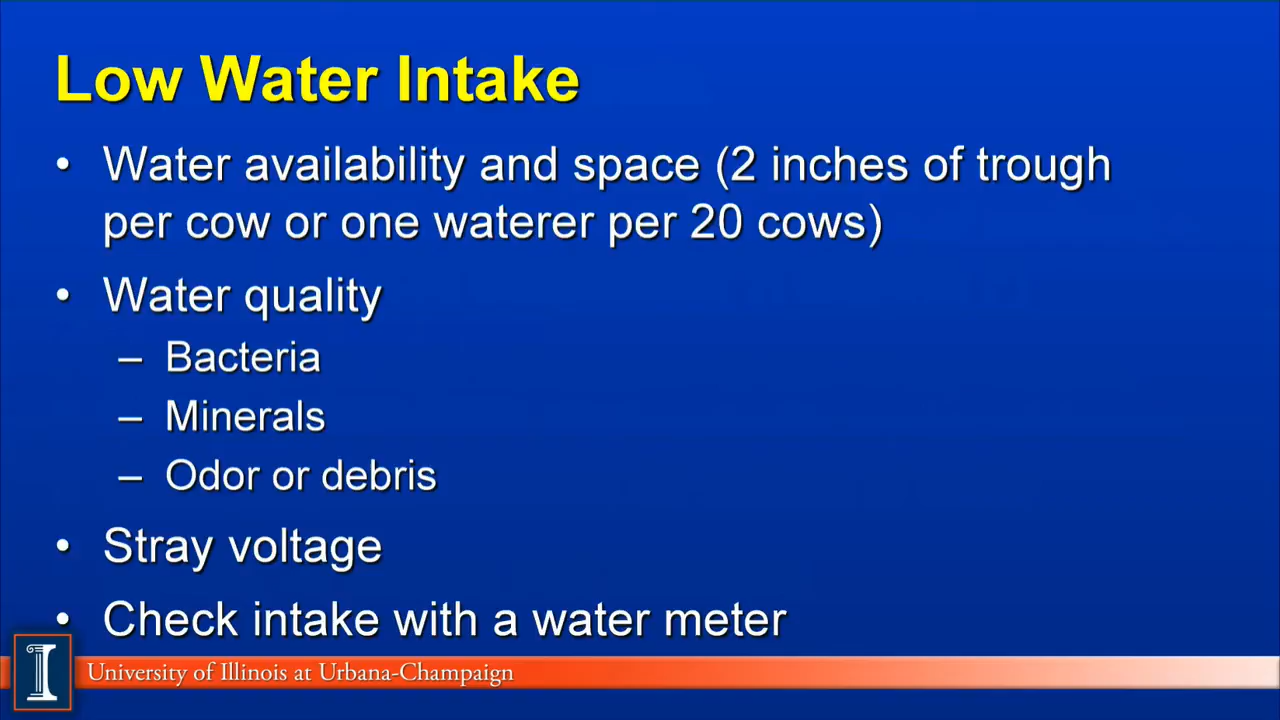 Low Water Intake
• Water availability and space (2 inches of trough
per cow or one waterer per 20 cows)
• Water quality
– Bacteria
– Minerals
– Odor or debris
• Stray voltage
• Check intake with a water meter
I
University of Illinois at Urbana-Champaign